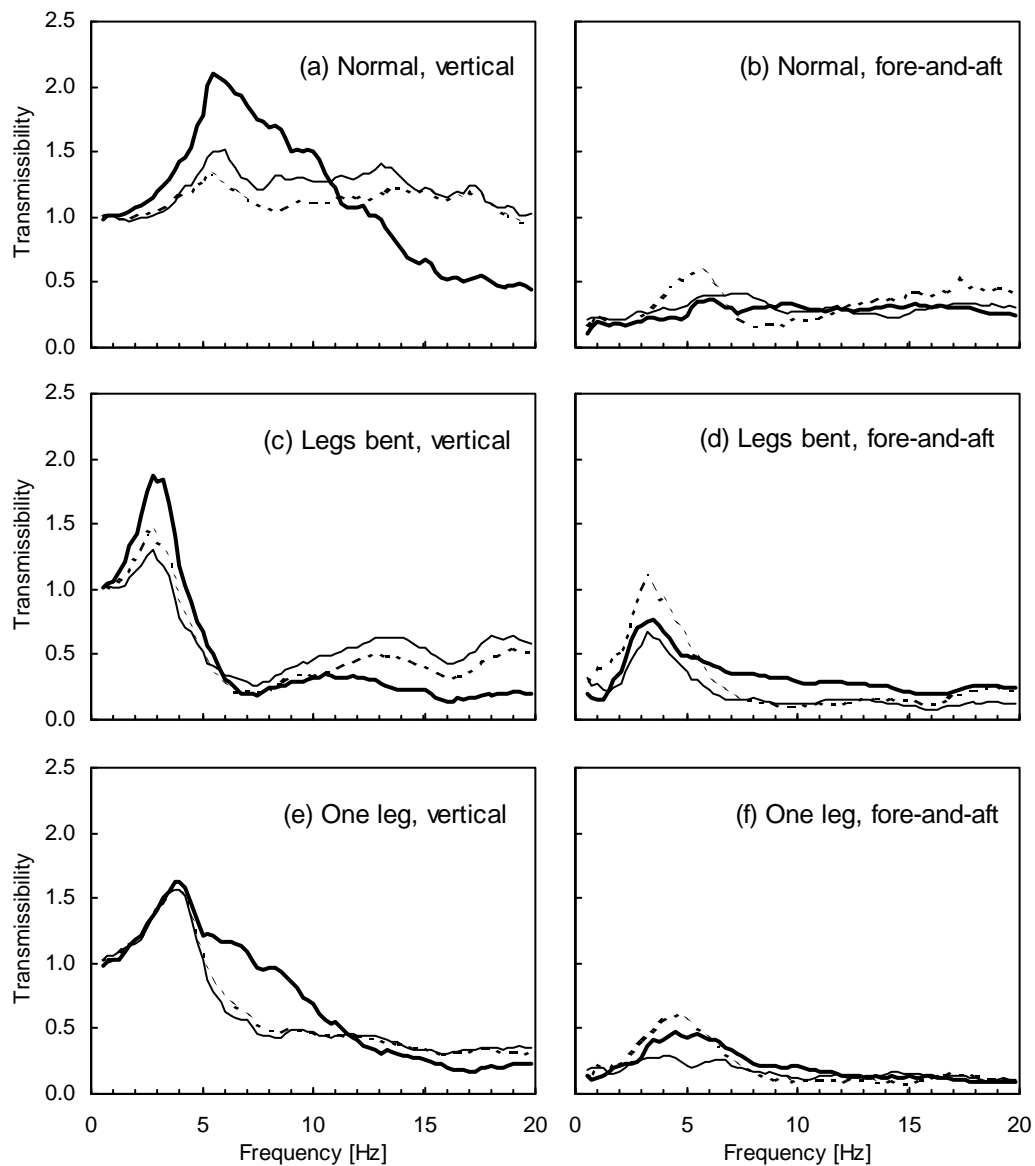 2.5
(a) Normal, vertical
(b) Normal, fore-and-aft
2.0
1.5
1.0
0.5
0.0
Transmissibility
2.5
(c) Legs bent, vertical
(d) Legs bent, fore-and-aft
2.0
1.5
1.0
0.5
0.0
Transmissibility
2.5
(e) One leg, vertical
(f) One leg, fore-and-aft
2.0
1.5
1.0
0.5
0.0
Transmissibility
0 5 10 15 20
0 5 10 15 20
Frequency [Hz]
Frequency [Hz]